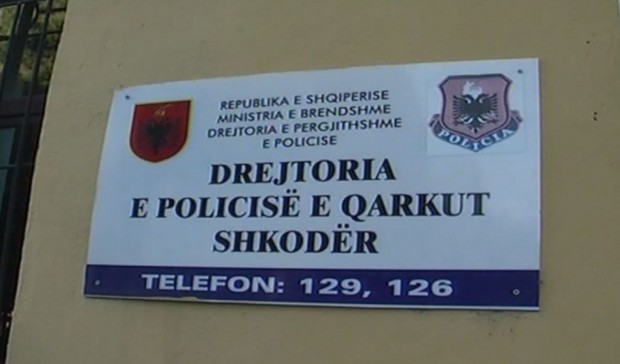 REPUBLIKA E SHQIPERISE
MINISTRIA E BRENDSHME
DREJTORIA E PERGJITHSHME
E POLICISE
POLICIA
DREJTORIA
E POLICISË E QARKUT
SHKODËR
TELEFON: 129, 126